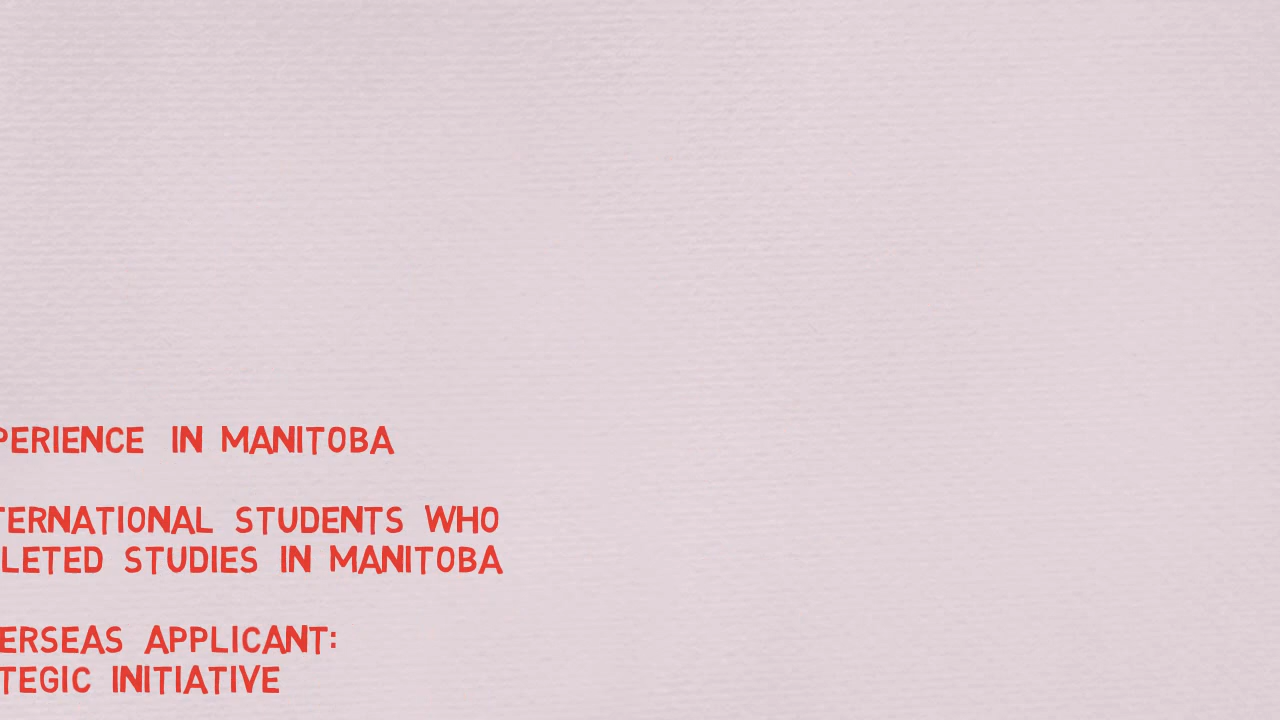 PERIENCE IN MANITOBA
TERNATIONAL STUDENTS WHO
LETED STUDIES IN MANITOBA
ERSEAS APPLICANT:
TEGIC INITIATIVE